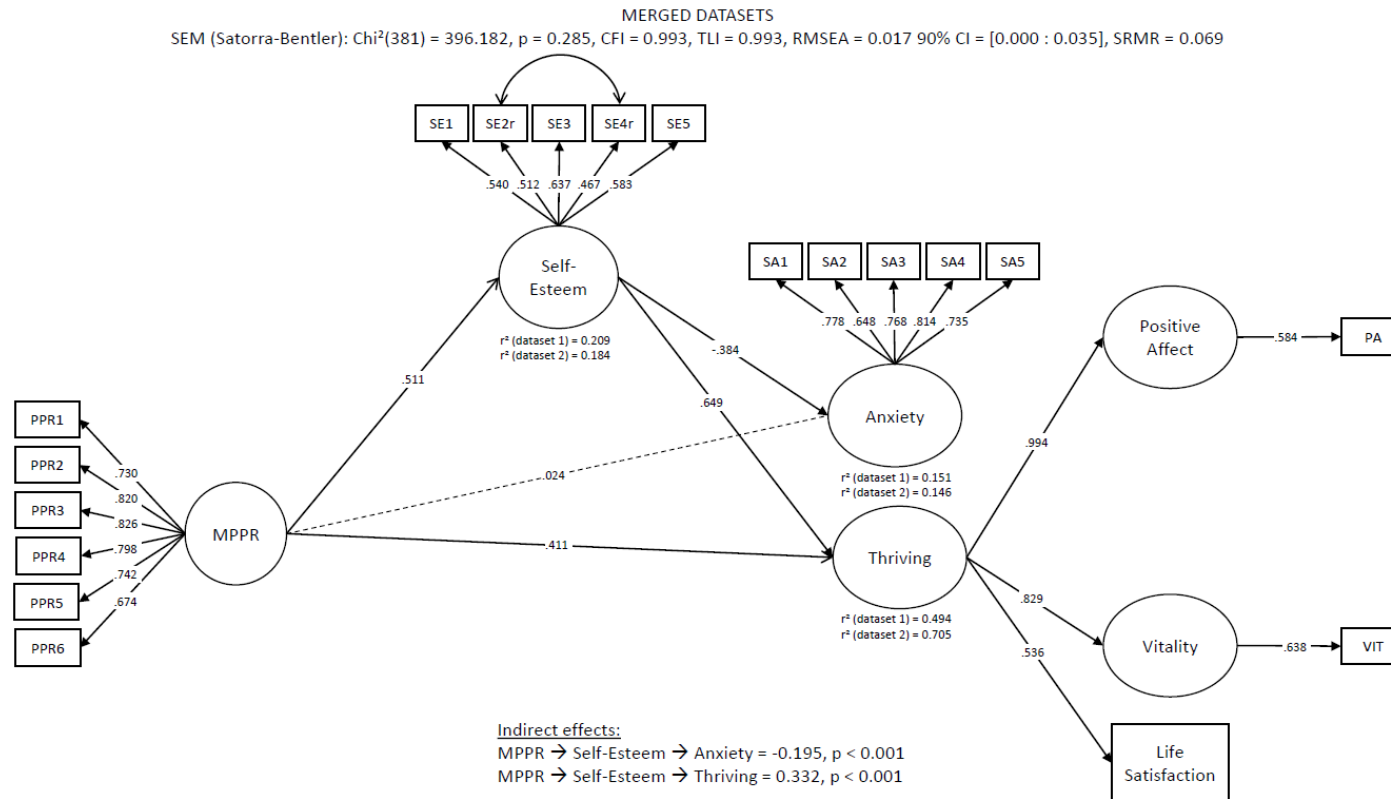 MERGED DATASETS
SEM (Satorra-Bentler): Chi²(381) = 396.182, p = 0.285, CFI = 0.993, TLI = 0.993, RMSEA = 0.017 90% CI = [0.000 : 0.035], SRMR = 0.069
SE1
SE2r
SE3
SE4r
SE5
.540
.512
.637
.467
.583
Self-
Esteem
r² (dataset 1) = 0.209
r² (dataset 2) = 0.184
SA1
SA2
SA3
SA4
SA5
.778
.648
.768
.814
.735
Anxiety
r² (dataset 1) = 0.151
r² (dataset 2) = 0.146
.511
-.384
.649
.024
.411
PPR1
PPR2
PPR3
PPR4
PPR5
PPR6
.730
.820
.826
.798
.742
.674
MPPR
Thriving
r² (dataset 1) = 0.494
r² (dataset 2) = 0.705
.994
.829
.536
Positive
Affect
.584
PA
Vitality
.638
VIT
Life
Satisfaction
Indirect effects:
MPPR → Self-Esteem → Anxiety = -0.195, p < 0.001
MPPR → Self-Esteem → Thriving = 0.332, p < 0.001